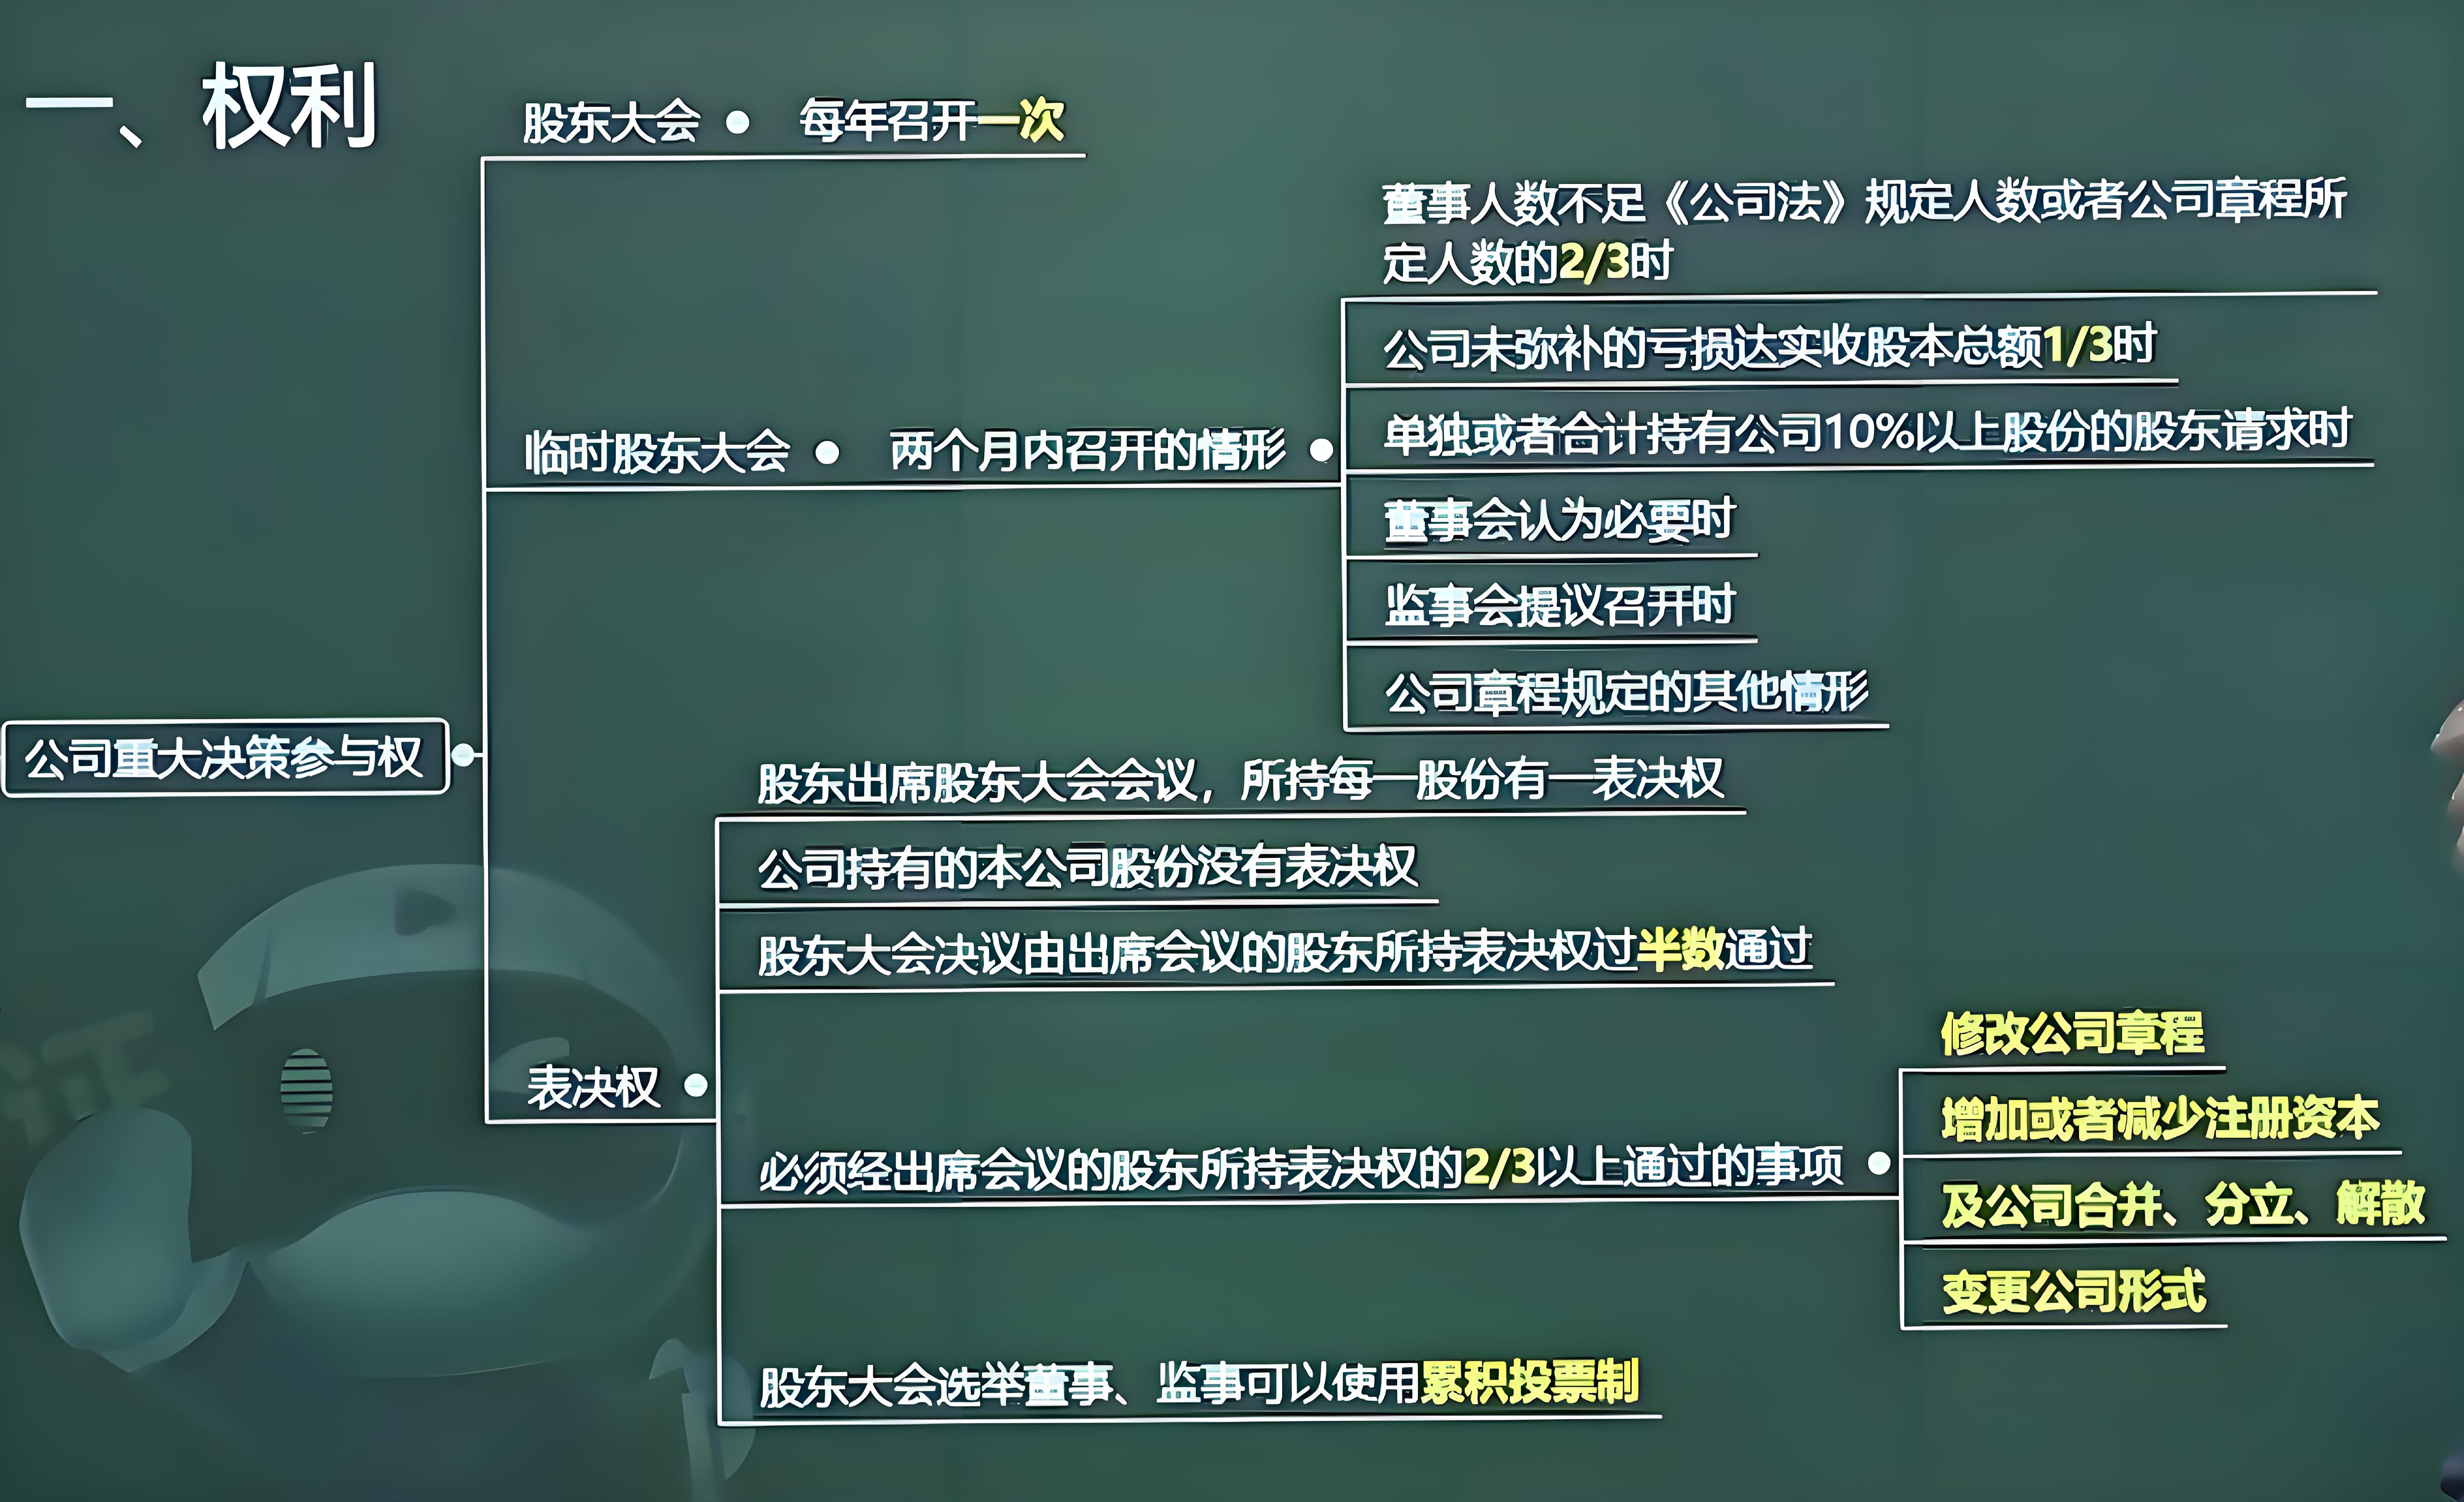 一、权利
股东大会 每年召开一次
董事人数不足《公司法》规定人数或者公司章程所
定人数的2/3时
公司未弥补的亏损达实收股本总额1/3时
临时股东大会 两个月内召开的情形
单独或者合计持有公司10%以上股份的股东请求时
董事会认为必要时
监事会提议召开时
公司章程规定的其他情形
公司重大决策参与权
股东出席股东大会会议，所持每一股份有一表决权
公司持有的本公司股份没有表决权
股东大会决议由出席会议的股东所持表决权过半数通过
表决权
必须经出席会议的股东所持表决权的2/3以上通过的事项
修改公司章程
增加或者减少注册资本
及公司合并、分立、解散
变更公司形式
股东大会选举董事、监事可以使用累积投票制
证